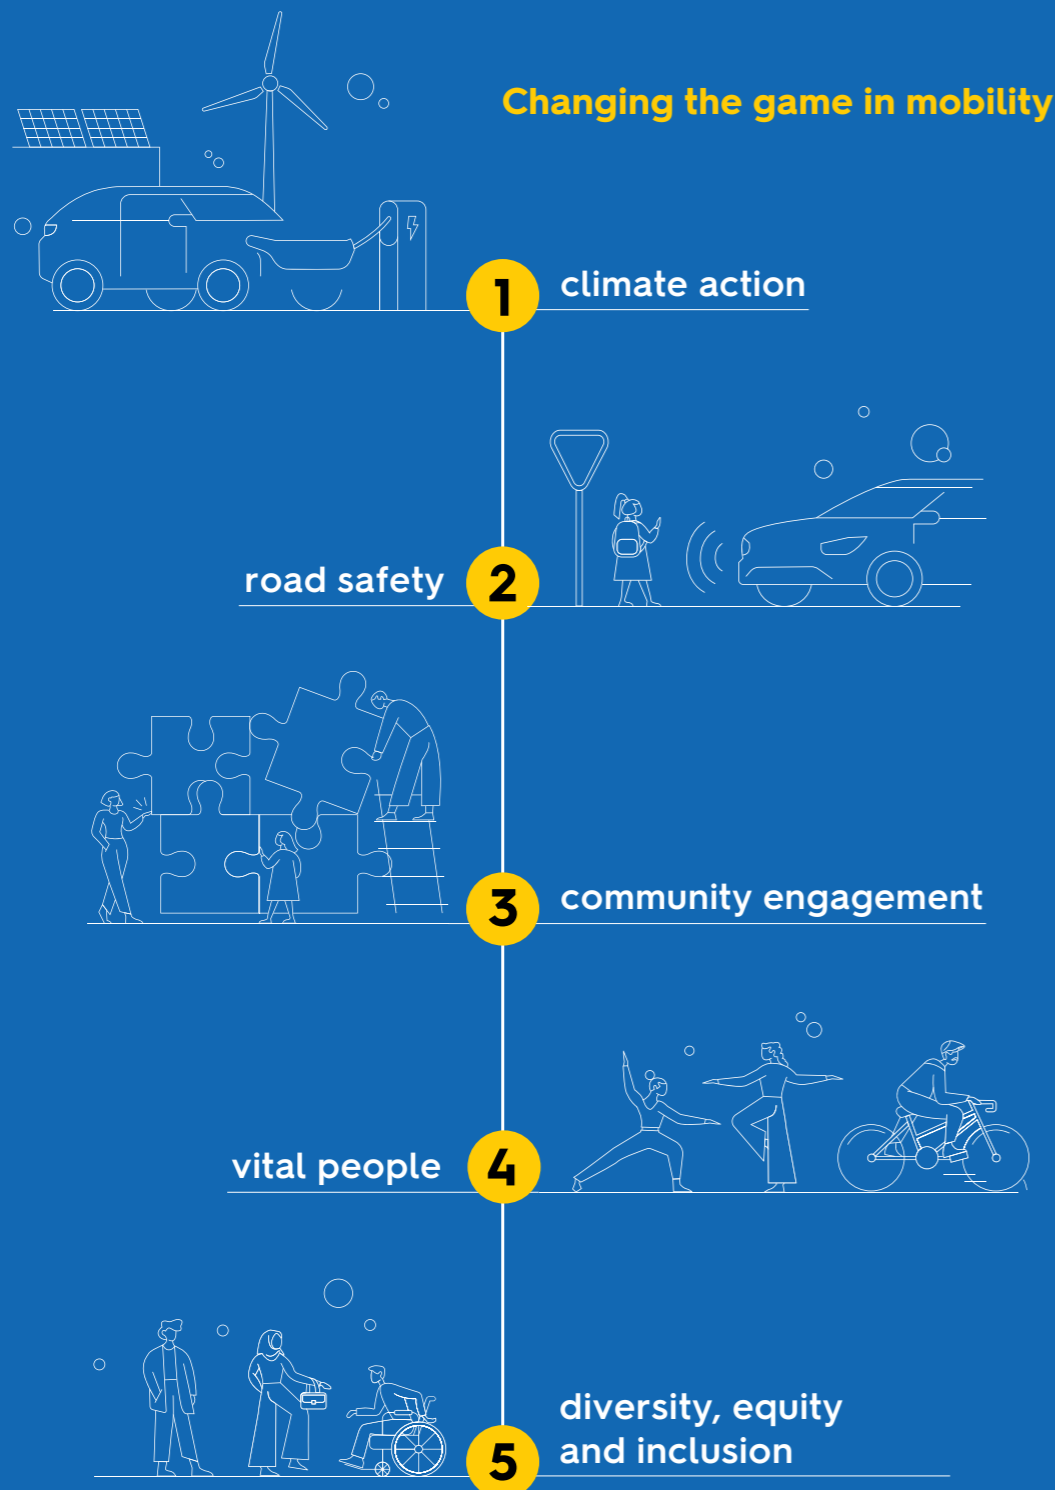 Changing the game in mobility
1 climate action
road safety 2
3 community engagement
vital people 4
diversity, equity
5 and inclusion